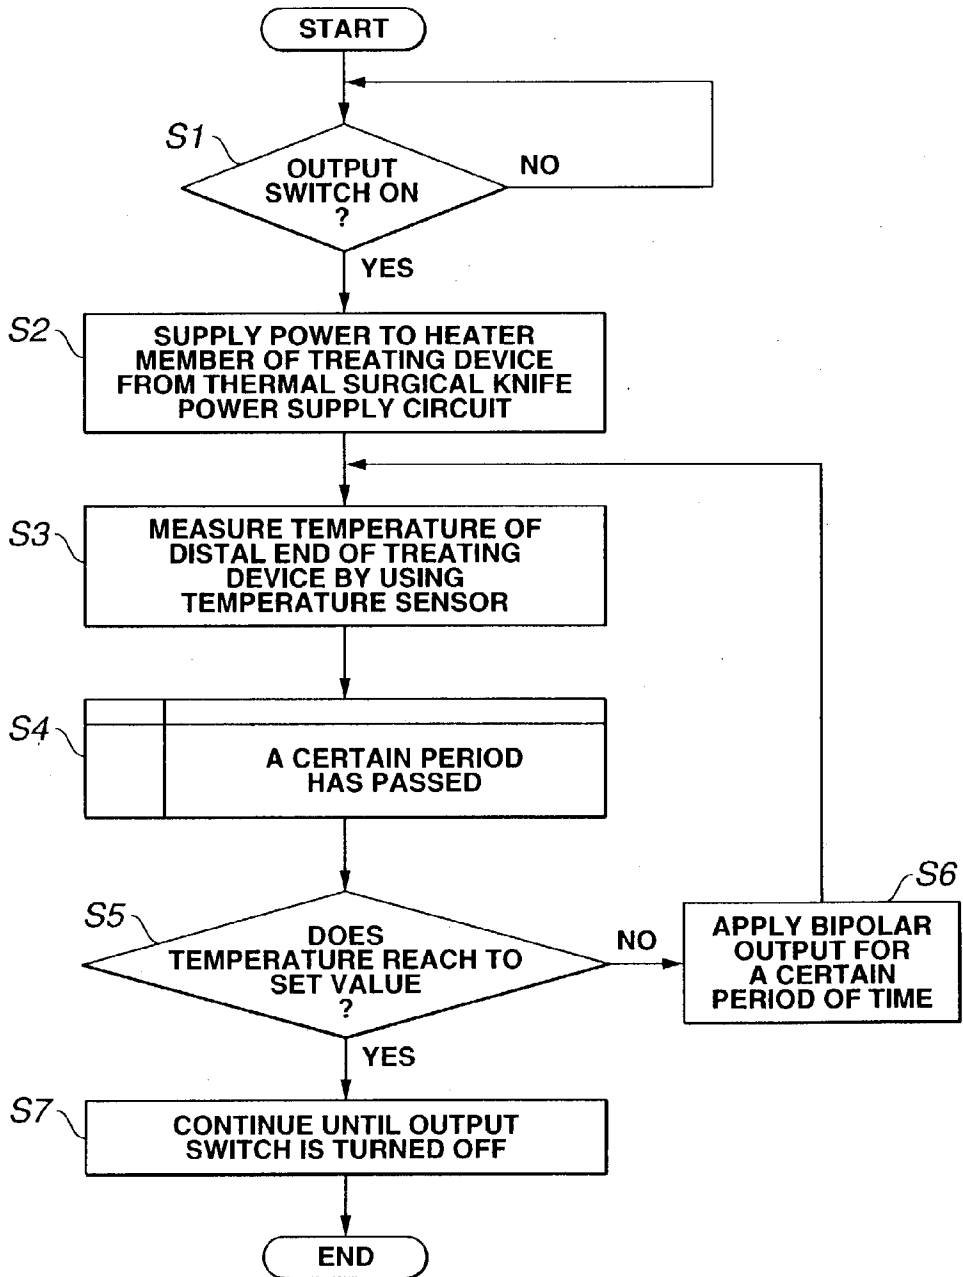 START
S1
OUTPUT
SWITCH ON
?
NO
YES
S2
SUPPLY POWER TO HEATER
MEMBER OF TREATING DEVICE
FROM THERMAL SURGICAL KNIFE
POWER SUPPLY CIRCUIT
S3
MEASURE TEMPERATURE OF
DISTAL END OF TREATING
DEVICE BY USING
TEMPERATURE SENSOR
S4
A CERTAIN PERIOD
HAS PASSED
S5
DOES
TEMPERATURE REACH TO
SET VALUE
?
NO
S6
APPLY BIPOLAR
OUTPUT FOR
A CERTAIN
PERIOD OF TIME
YES
S7
CONTINUE UNTIL OUTPUT
SWITCH IS TURNED OFF
END